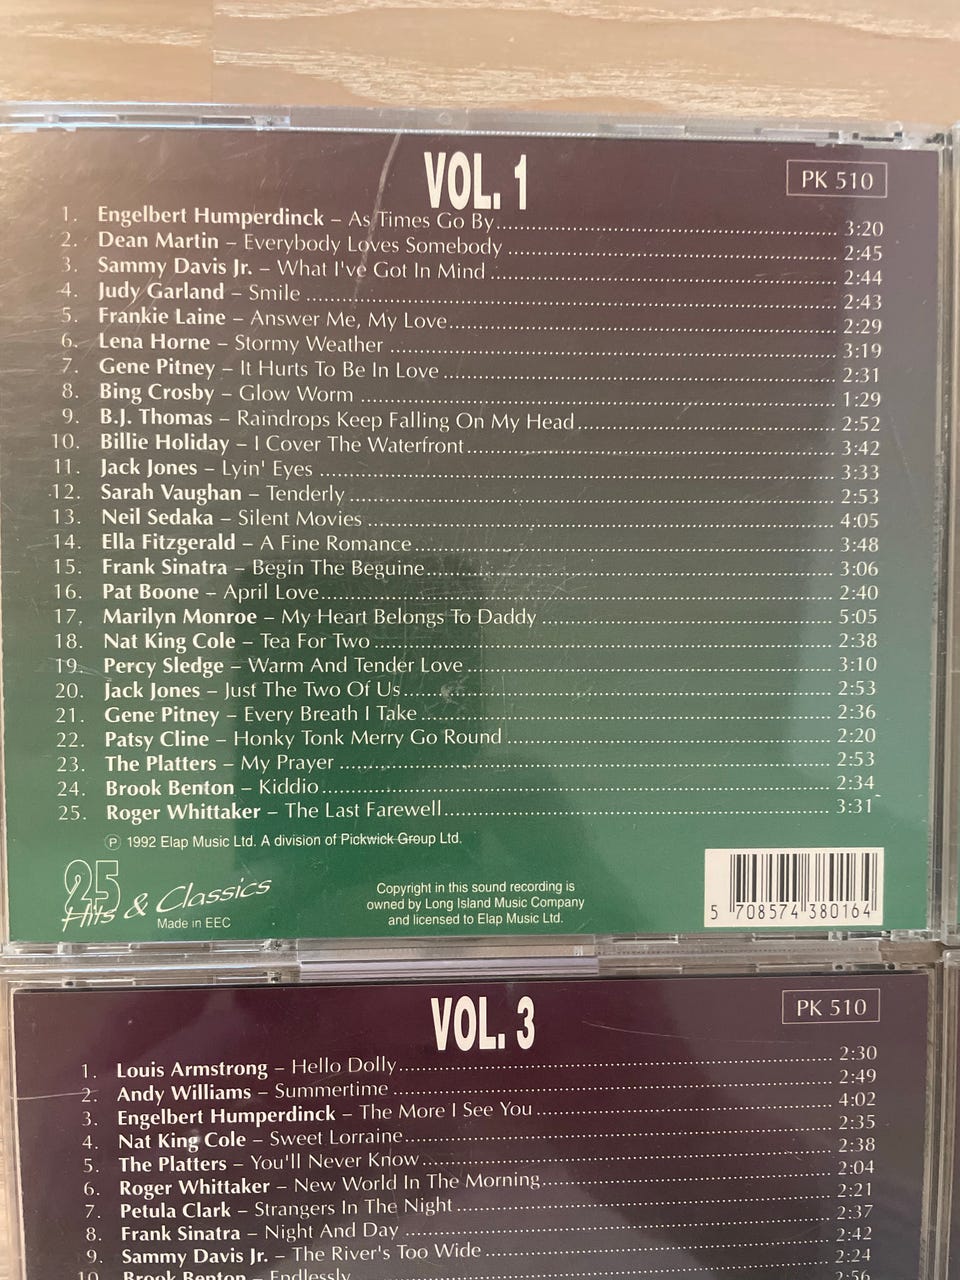 VOL. 1
PK 510
1. Engelbert Humperdinck – As Times Go By 3:20
2. Dean Martin – Everybody Loves Somebody 2:45
3. Sammy Davis Jr. – What I've Got In Mind 2:44
4. Judy Garland – Smile 2:43
5. Frankie Laine – Answer Me, My Love 2:29
6. Lena Horne – Stormy Weather 3:19
7. Gene Pitney – It Hurts To Be In Love 2:31
8. Bing Crosby – Glow Worm 1:29
9. B.J. Thomas – Raindrops Keep Falling On My Head 2:52
10. Billie Holiday – I Cover The Waterfront 3:42
11. Jack Jones – Lyin' Eyes 3:33
12. Sarah Vaughan – Tenderly 2:53
13. Neil Sedaka – Silent Movies 4:05
14. Ella Fitzgerald – A Fine Romance 3:48
15. Frank Sinatra – Begin The Beguine 3:06
16. Pat Boone – April Love 2:40
17. Marilyn Monroe – My Heart Belongs To Daddy 5:05
18. Nat King Cole – Tea For Two 2:38
19. Percy Sledge – Warm And Tender Love 3:10
20. Jack Jones – Just The Two Of Us 2:53
21. Gene Pitney – Every Breath I Take 2:36
22. Patsy Cline – Honky Tonk Merry Go Round 2:20
23. The Platters – My Prayer 2:53
24. Brook Benton – Kiddio 2:34
25. Roger Whittaker – The Last Farewell 3:31
Ⓟ 1992 Elap Music Ltd. A division of Pickwick Group Ltd.
25
Hits & Classics
Made in EEC
Copyright in this sound recording is
owned by Long Island Music Company
and licensed to Elap Music Ltd.
5 708574 380164
VOL. 3
PK 510
1. Louis Armstrong – Hello Dolly 2:30
2. Andy Williams – Summertime 2:49
3. Engelbert Humperdinck – The More I See You 4:02
4. Nat King Cole – Sweet Lorraine 2:35
5. The Platters – You'll Never Know 2:38
6. Roger Whittaker – New World In The Morning 2:04
7. Petula Clark – Strangers In The Night 2:21
8. Frank Sinatra – Night And Day 2:37
9. Sammy Davis Jr. – The River's Too Wide 2:42
10. Brook Benton – Endlessly 2:24
2:56